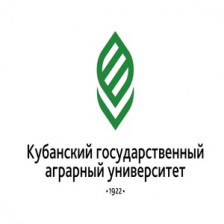 Кубанский государственный
аграрный университет
•1922•